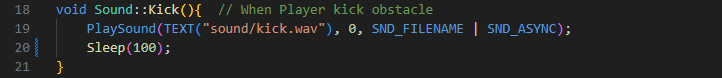 18 void Sound::Kick(){  // When Player kick obstacle
19     PlaySound(TEXT("sound/kick.wav"), 0, SND_FILENAME | SND_ASYNC);
20     Sleep(100);
21 }